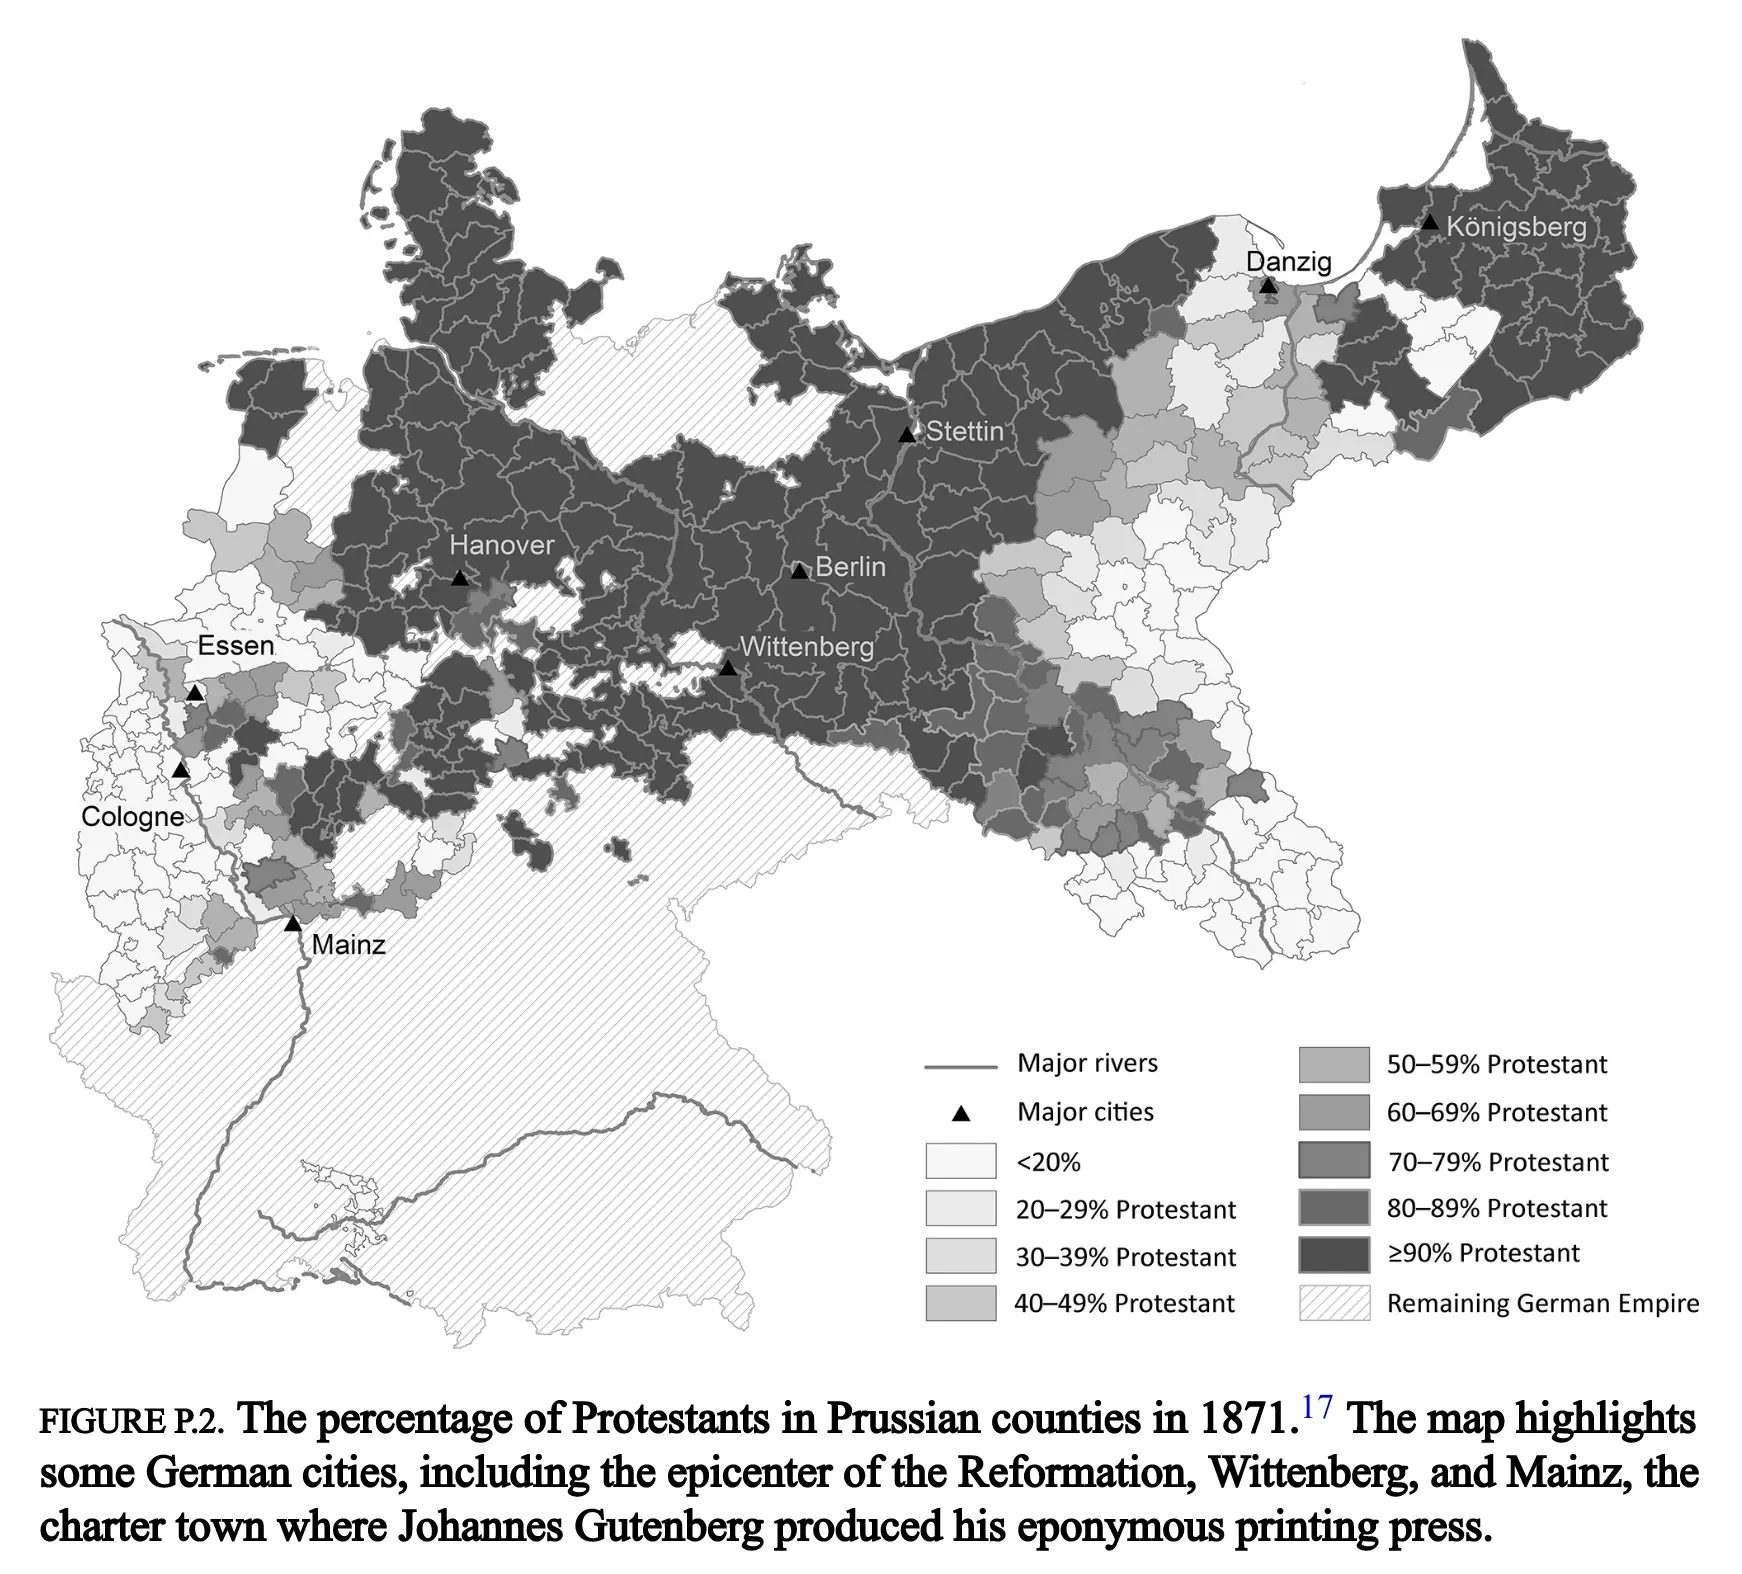 Königsberg
Danzig
Stettin
Hanover
Berlin
Essen
Wittenberg
Cologne
Mainz
Major rivers
Major cities
<20%
20–29% Protestant
30–39% Protestant
40–49% Protestant
50–59% Protestant
60–69% Protestant
70–79% Protestant
80–89% Protestant
≥90% Protestant
Remaining German Empire
FIGURE P.2. The percentage of Protestants in Prussian counties in 1871.17 The map highlights
some German cities, including the epicenter of the Reformation, Wittenberg, and Mainz, the
charter town where Johannes Gutenberg produced his eponymous printing press.